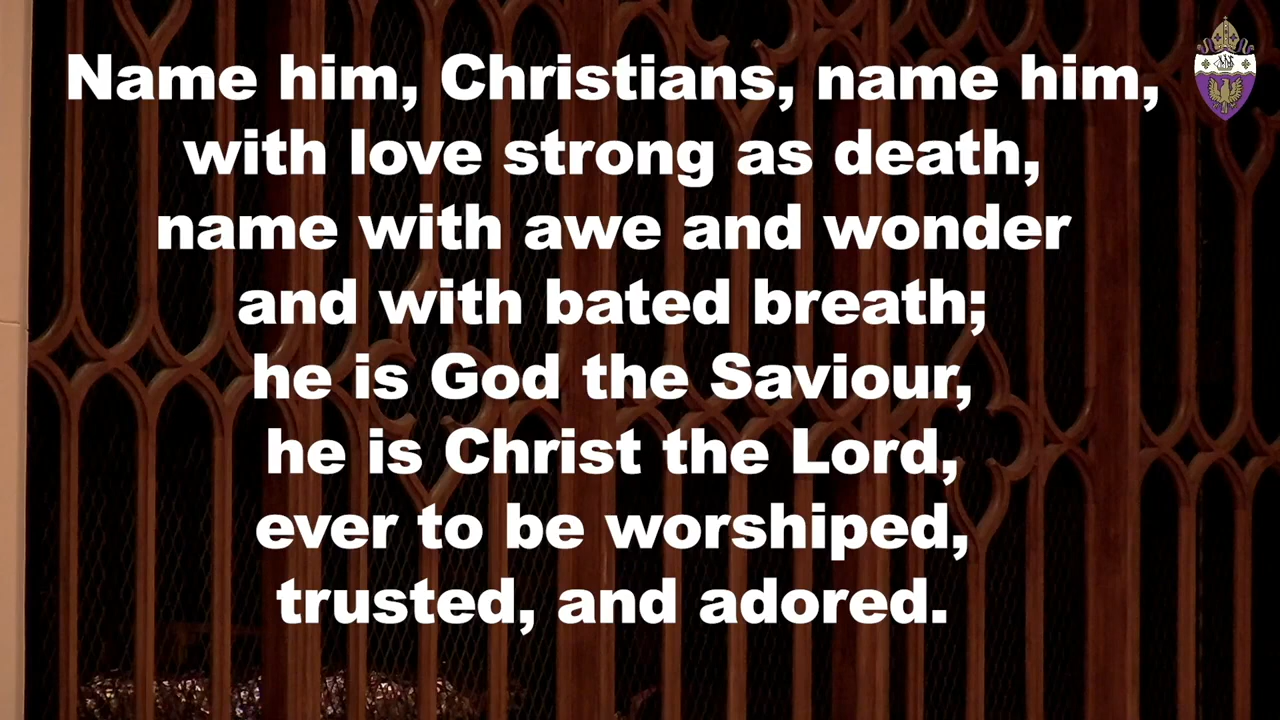 Name him, Christians, name him,
with love strong as death,
name with awe and wonder
and with bated breath;
he is God the Saviour,
he is Christ the Lord,
ever to be worshiped,
trusted, and adored.